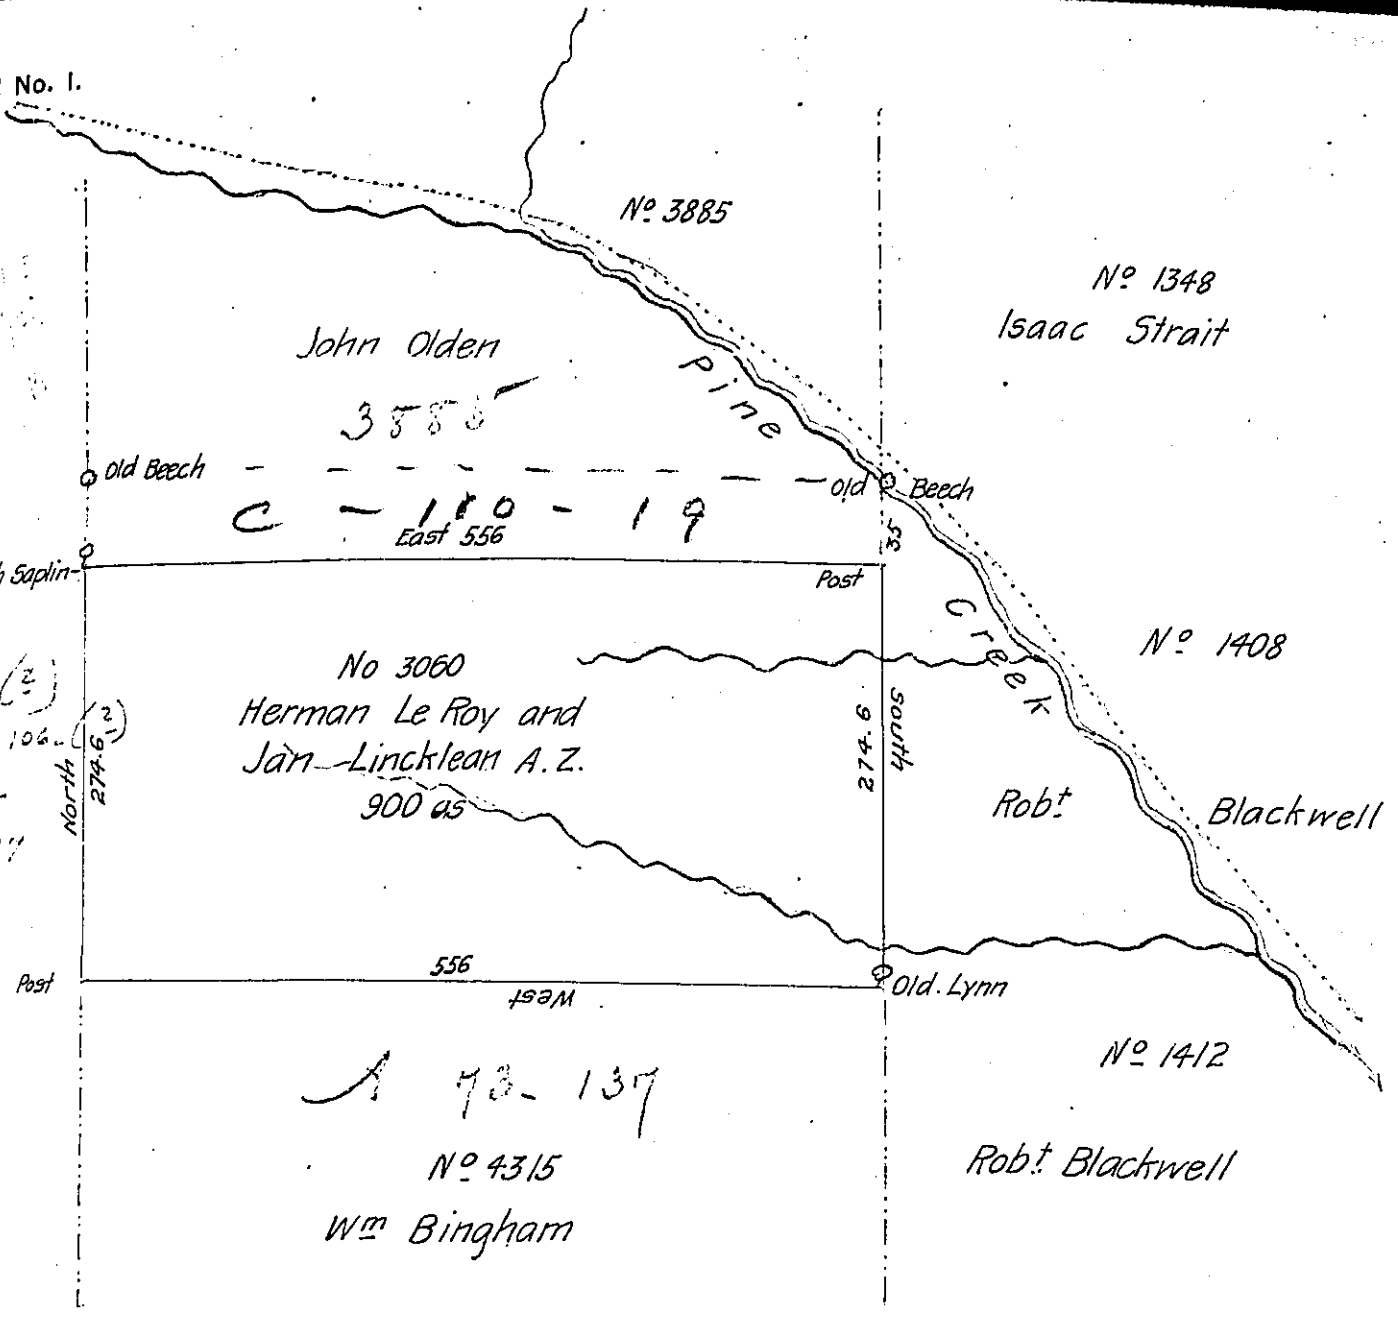 No. 1.
Nº 3885
Nº 1348
Isaac Strait
John Olden
3885
Pine
Old Beech
Old Beech
C - 110 - 19
East 556
35
Saplin
Post
Creek
Nº 1408
No 3060
Herman Le Roy and
Jan Lincklean A.Z.
900 as
North
274.6
106.
274.6
South
Robt Blackwell
Post
556
West
Old. Lynn
Nº 1412
A 73-137
Nº 4315
Wm Bingham
Robt Blackwell